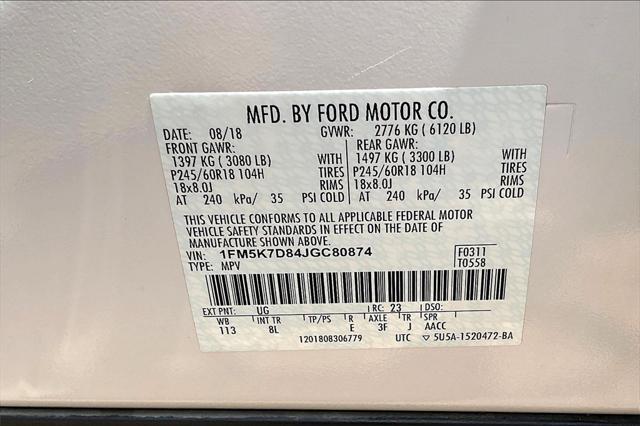 MFD. BY FORD MOTOR CO.
DATE: 08/18 GVWR: 2776 KG ( 6120 LB)
FRONT GAWR: REAR GAWR:
1397 KG ( 3080 LB) WITH 1497 KG ( 3300 LB) WITH
P245/60R18 104H TIRES P245/60R18 104H TIRES
18x8.0J RIMS 18x8.0J RIMS
AT 240 kPa/ 35 PSI COLD AT 240 kPa/ 35 PSI COLD
THIS VEHICLE CONFORMS TO ALL APPLICABLE FEDERAL MOTOR
VEHICLE SAFETY STANDARDS IN EFFECT ON THE DATE OF
MANUFACTURE SHOWN ABOVE.
VIN: 1FM5K7D84JGC80874 F0311
TYPE: MPV T0558
EXT PNT: UG RC: 23 DSO:
WB INT TR TP/PS R AXLE TR SPR
113 8L E 3F J AACC
1201808306779 UTC ▽ 5U5A-1520472-BA